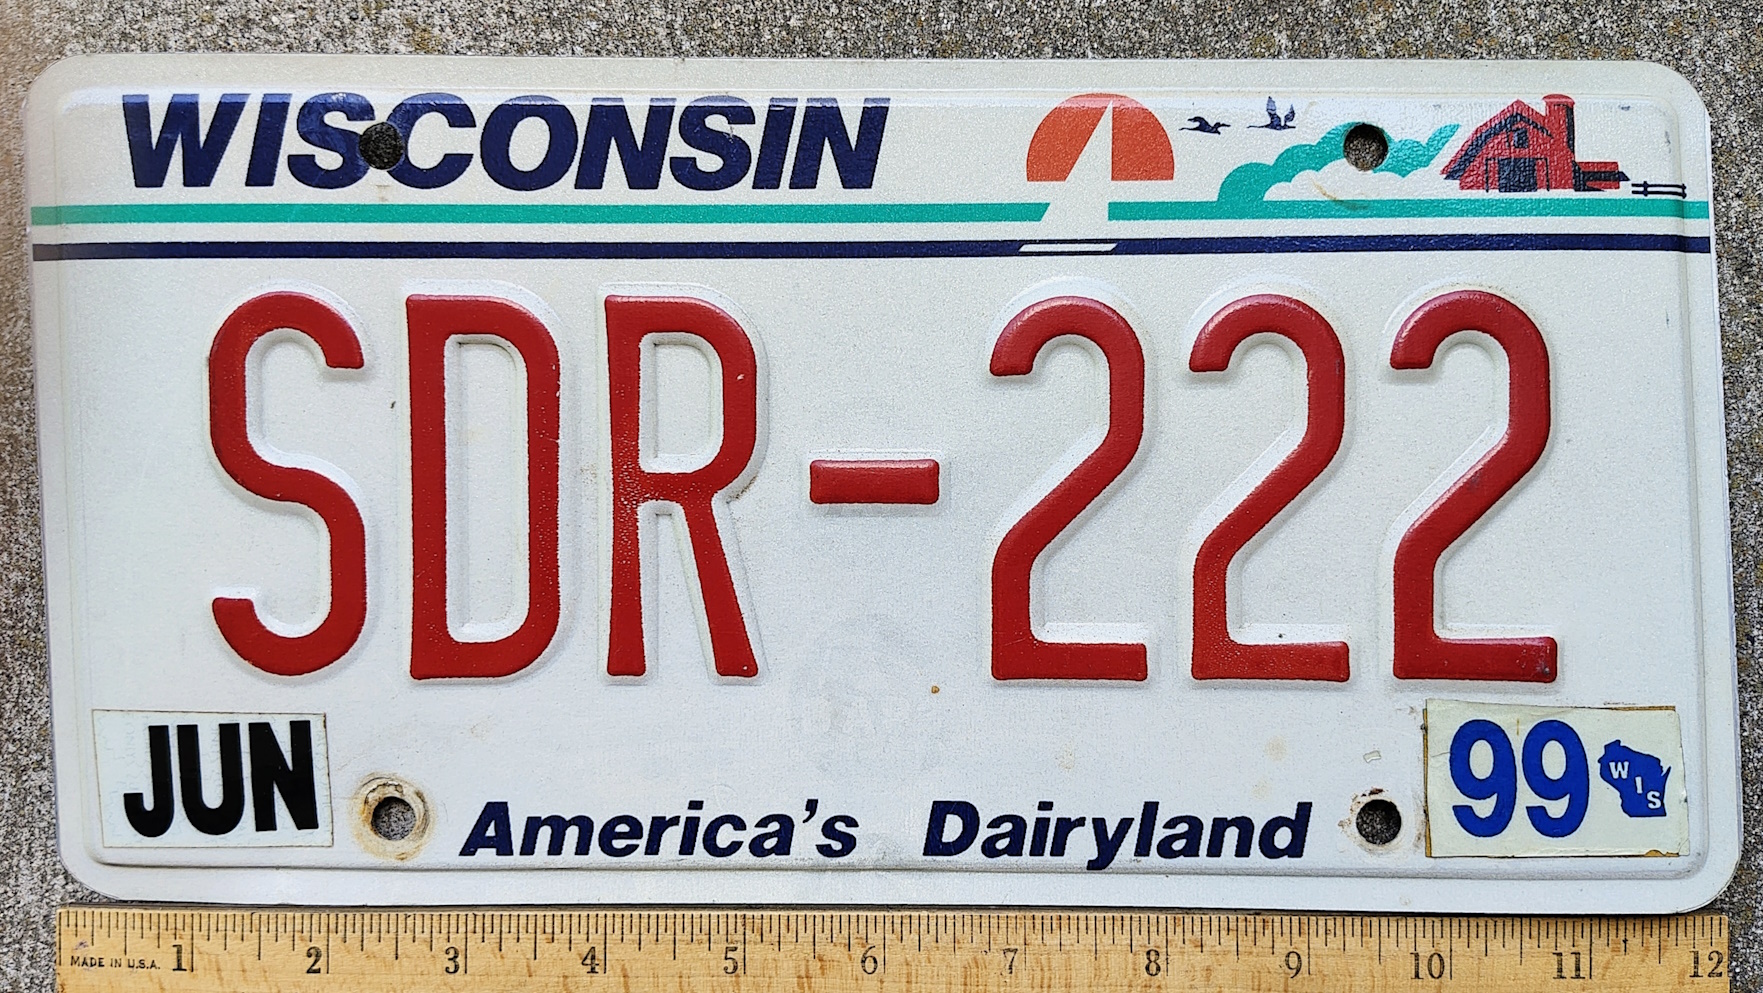 WISCONSIN
SDR-222
JUN
America's Dairyland
99
WIS
MADE IN U.S.A. 1 2 3 4 5 6 7 8 9 10 11 12